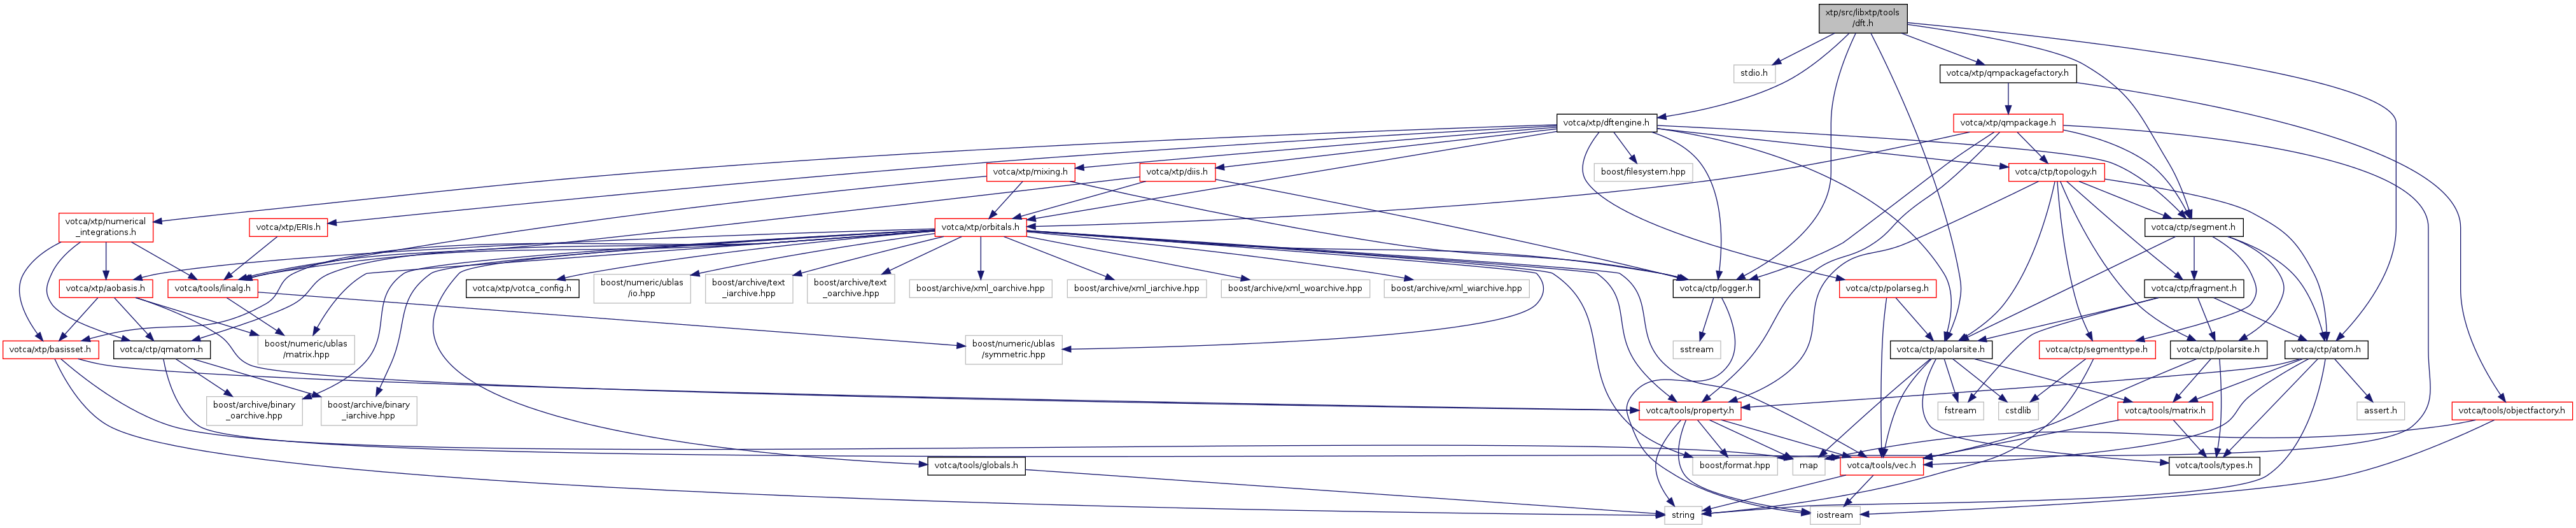 xtp/src/libxtp/tools
/dft.h
stdio.h
votca/xtp/qmpackagefactory.h
votca/xtp/dftengine.h
votca/xtp/qmpackage.h
votca/xtp/mixing.h
votca/xtp/diis.h
boost/filesystem.hpp
votca/ctp/topology.h
votca/xtp/numerical
_integrations.h
votca/xtp/ERIs.h
votca/xtp/orbitals.h
votca/ctp/segment.h
votca/xtp/aobasis.h
votca/tools/linalg.h
votca/xtp/votca_config.h
boost/numeric/ublas
/io.hpp
boost/archive/text
_iarchive.hpp
boost/archive/text
_oarchive.hpp
boost/archive/xml_oarchive.hpp
boost/archive/xml_iarchive.hpp
boost/archive/xml_woarchive.hpp
boost/archive/xml_wiarchive.hpp
votca/ctp/logger.h
votca/ctp/polarseg.h
votca/ctp/fragment.h
votca/xtp/basisset.h
votca/ctp/qmatom.h
boost/numeric/ublas
/matrix.hpp
boost/numeric/ublas
/symmetric.hpp
sstream
votca/ctp/apolarsite.h
votca/ctp/segmenttype.h
votca/ctp/polarsite.h
votca/ctp/atom.h
boost/archive/binary
_oarchive.hpp
boost/archive/binary
_iarchive.hpp
votca/tools/property.h
fstream
cstdlib
votca/tools/matrix.h
assert.h
votca/tools/objectfactory.h
votca/tools/globals.h
boost/format.hpp
map
votca/tools/vec.h
votca/tools/types.h
string
iostream